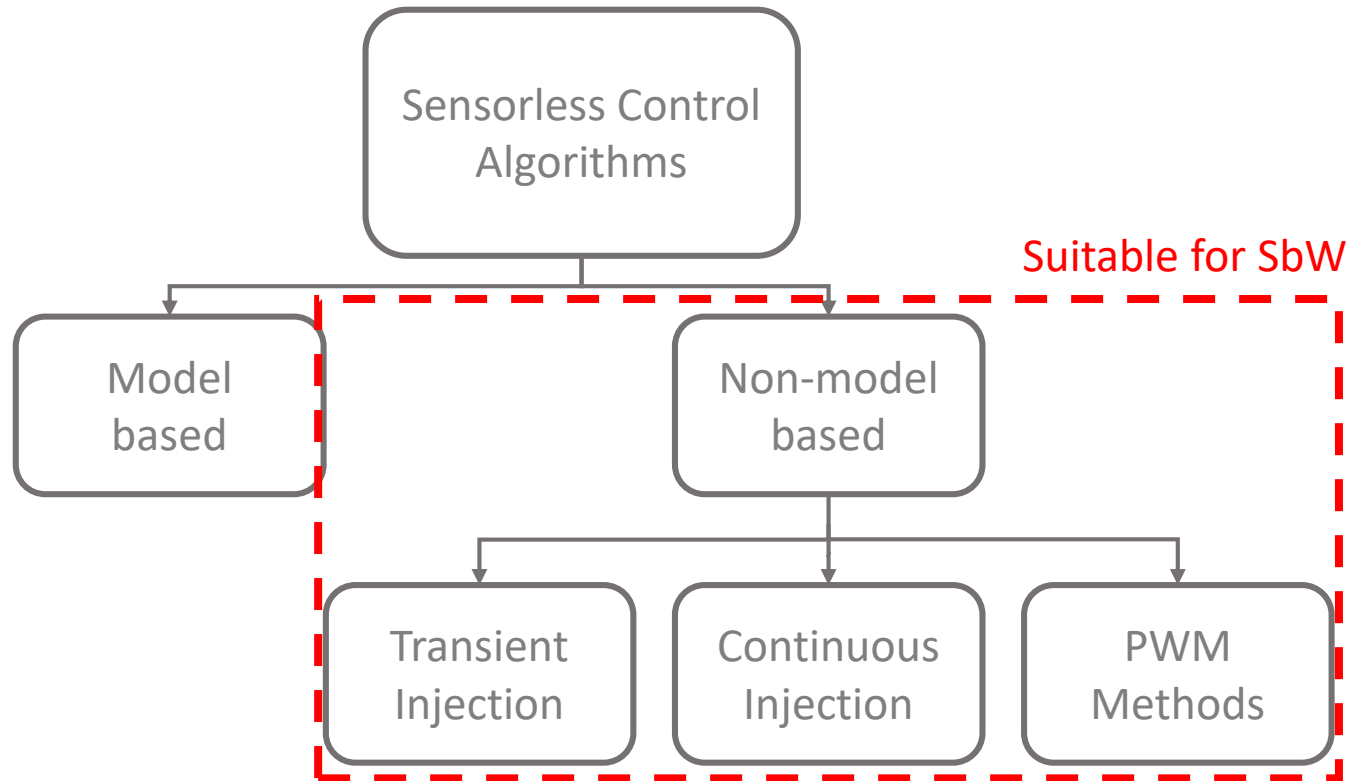 Sensorless Control
Algorithms
Suitable for SbW
Model
based
Non-model
based
Transient
Injection
Continuous
Injection
PWM
Methods